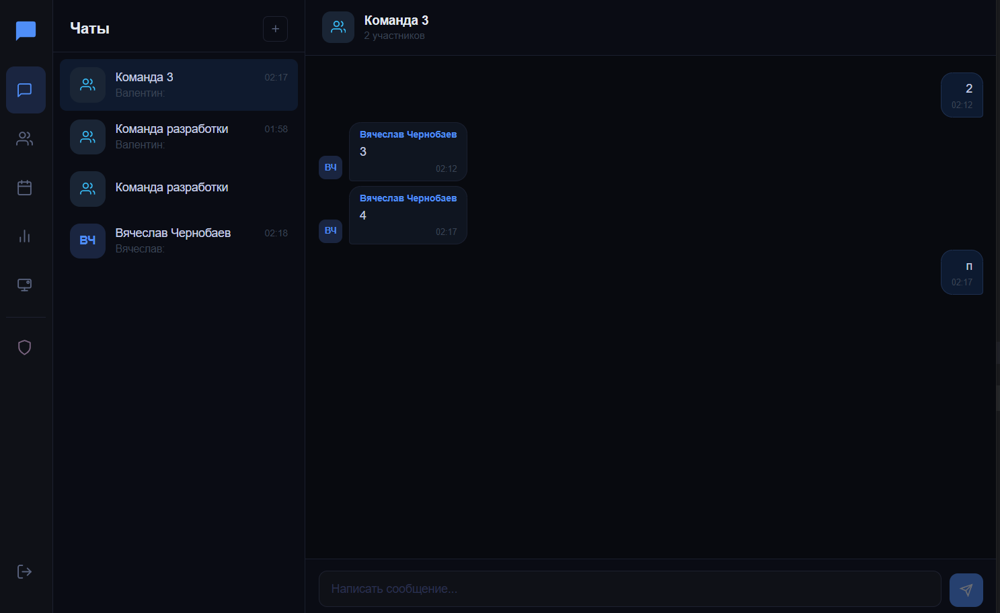 Чаты
+
Команда 3
02:17
Валентин:
Команда разработки
01:58
Валентин:
Команда разработки
ВЧ
Вячеслав Чернобаев
02:18
Вячеслав:
Команда 3
2 участников
2
02:12
Вячеслав Чернобаев
3
ВЧ
02:12
Вячеслав Чернобаев
4
ВЧ
02:17
п
02:17
Написать сообщение...